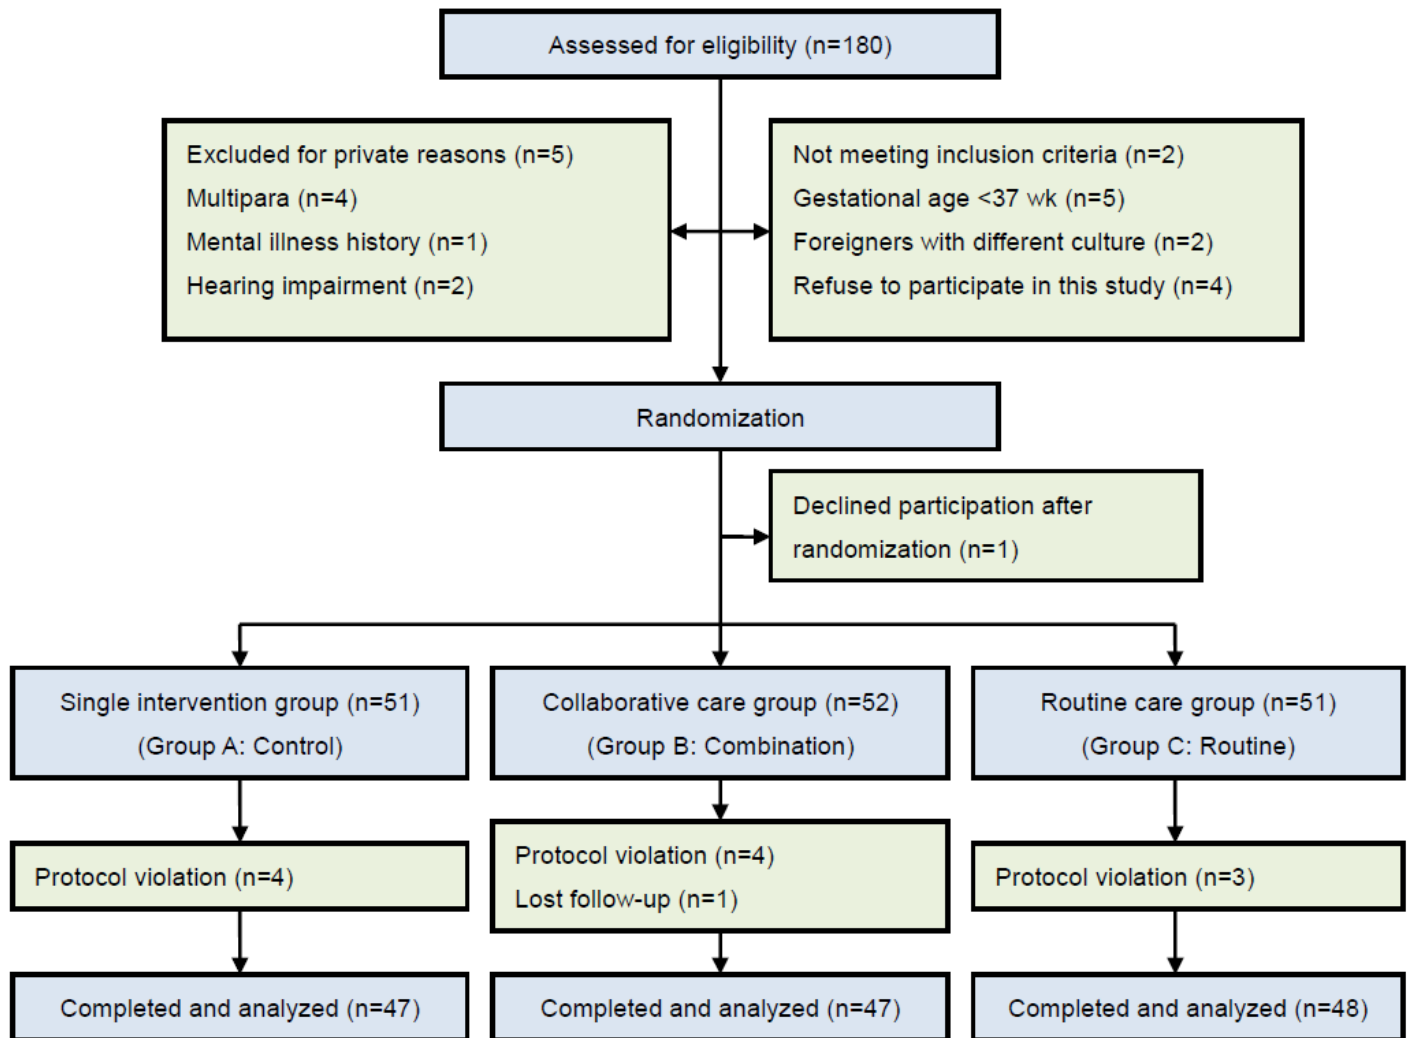 Assessed for eligibility (n=180)
Excluded for private reasons (n=5)
Multipara (n=4)
Mental illness history (n=1)
Hearing impairment (n=2)
Not meeting inclusion criteria (n=2)
Gestational age <37 wk (n=5)
Foreigners with different culture (n=2)
Refuse to participate in this study (n=4)
Randomization
Declined participation after
randomization (n=1)
Single intervention group (n=51)
(Group A: Control)
Collaborative care group (n=52)
(Group B: Combination)
Routine care group (n=51)
(Group C: Routine)
Protocol violation (n=4)
Protocol violation (n=4)
Lost follow-up (n=1)
Protocol violation (n=3)
Completed and analyzed (n=47)
Completed and analyzed (n=47)
Completed and analyzed (n=48)